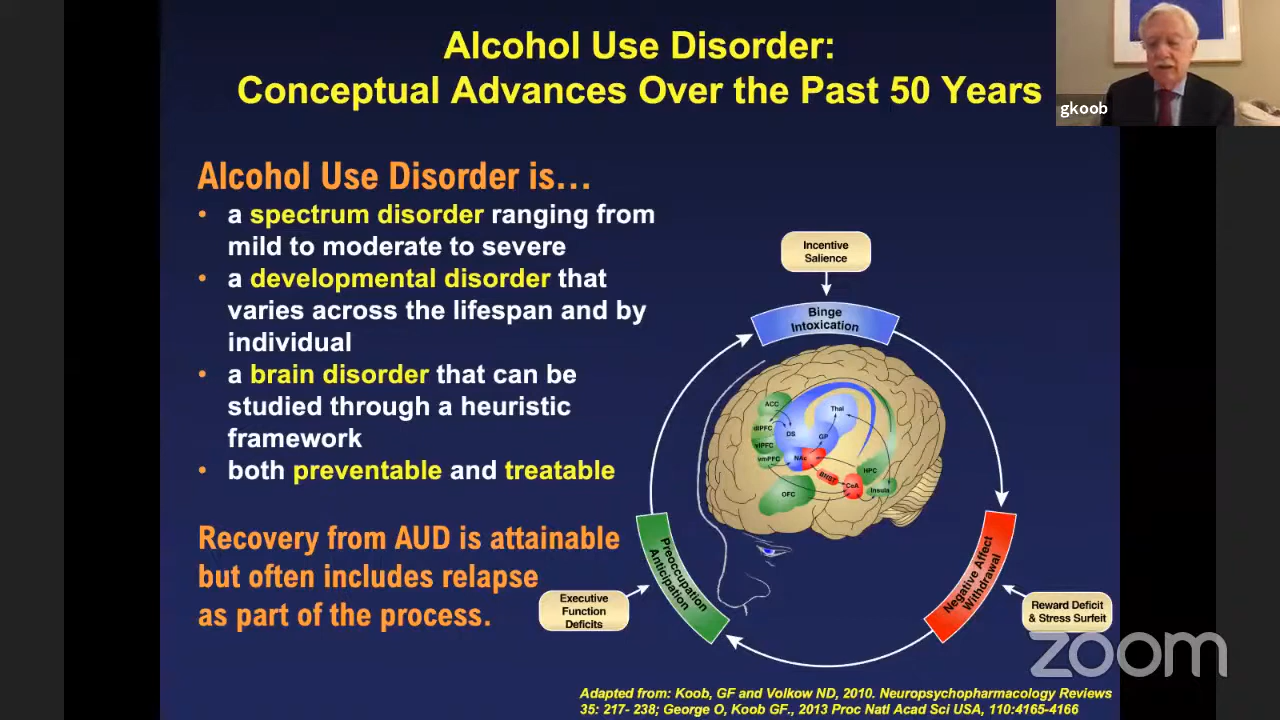 Alcohol Use Disorder:
Conceptual Advances Over the Past 50 Years
gkoob
Alcohol Use Disorder is...
• a spectrum disorder ranging from
mild to moderate to severe
• a developmental disorder that
varies across the lifespan and by
individual
• a brain disorder that can be
studied through a heuristic
framework
• both preventable and treatable
Recovery from AUD is attainable
but often includes relapse
as part of the process.
Incentive
Salience
Binge
Intoxication
ACC
dlPFC
vlPFC
vmPFC
OFC
DS
GP
Thal
NAc
BNST
CeA
HPC
Insula
Negative Affect
Withdrawal
Reward Deficit
& Stress Surfeit
Preoccupation
Anticipation
Executive
Function
Deficits
zoom
Adapted from: Koob, GF and Volkow ND, 2010. Neuropsychopharmacology Reviews
35: 217- 238; George O, Koob GF., 2013 Proc Natl Acad Sci USA, 110:4165-4166